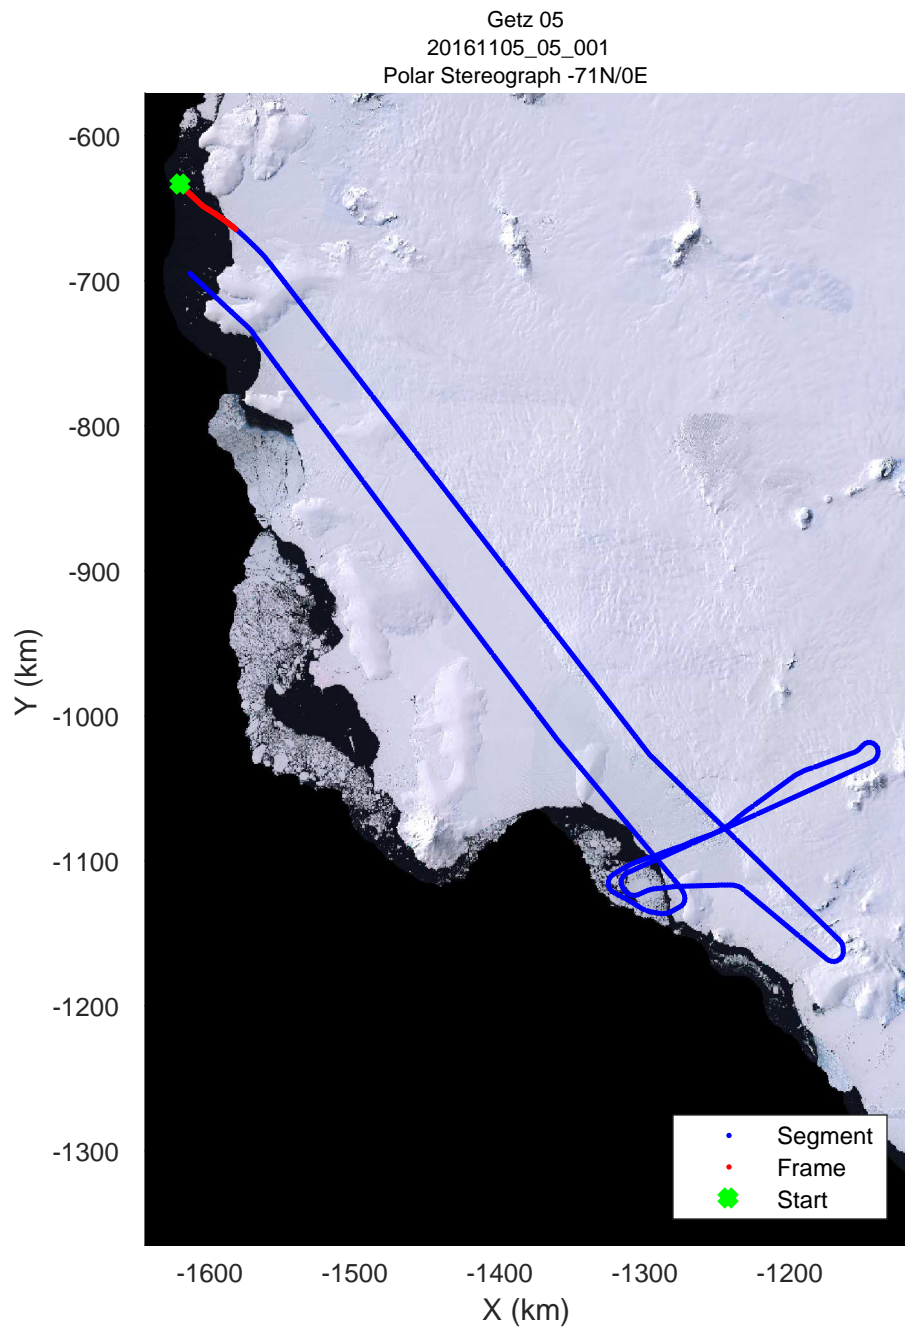 Getz 05
20161105_05_001
Polar Stereograph -71N/0E
-600
-700
-800
-900
-1000
-1100
-1200
-1300
Y (km)
Segment
Frame
Start
-1600 -1500 -1400 -1300 -1200
X (km)